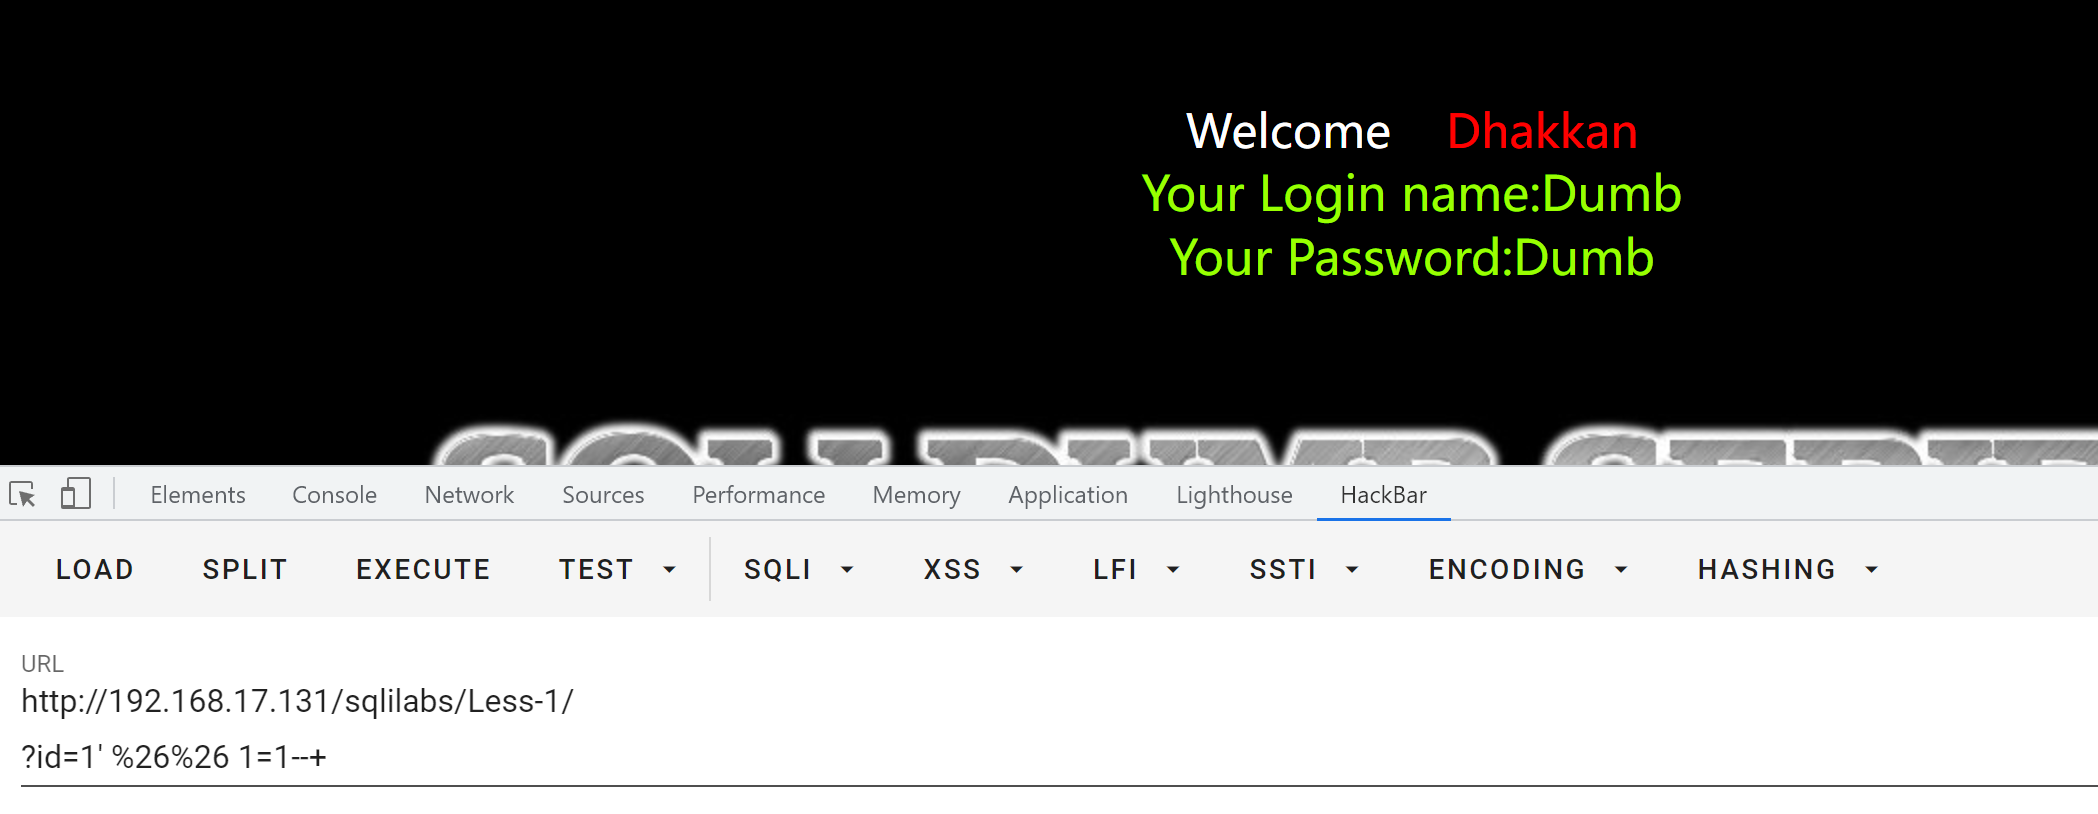 Welcome Dhakkan
Your Login name:Dumb
Your Password:Dumb
Elements Console Network Sources Performance Memory Application Lighthouse HackBar
LOAD SPLIT EXECUTE TEST SQLI XSS LFI SSTI ENCODING HASHING
URL
http://192.168.17.131/sqlilabs/Less-1/
?id=1' %26%26 1=1--+